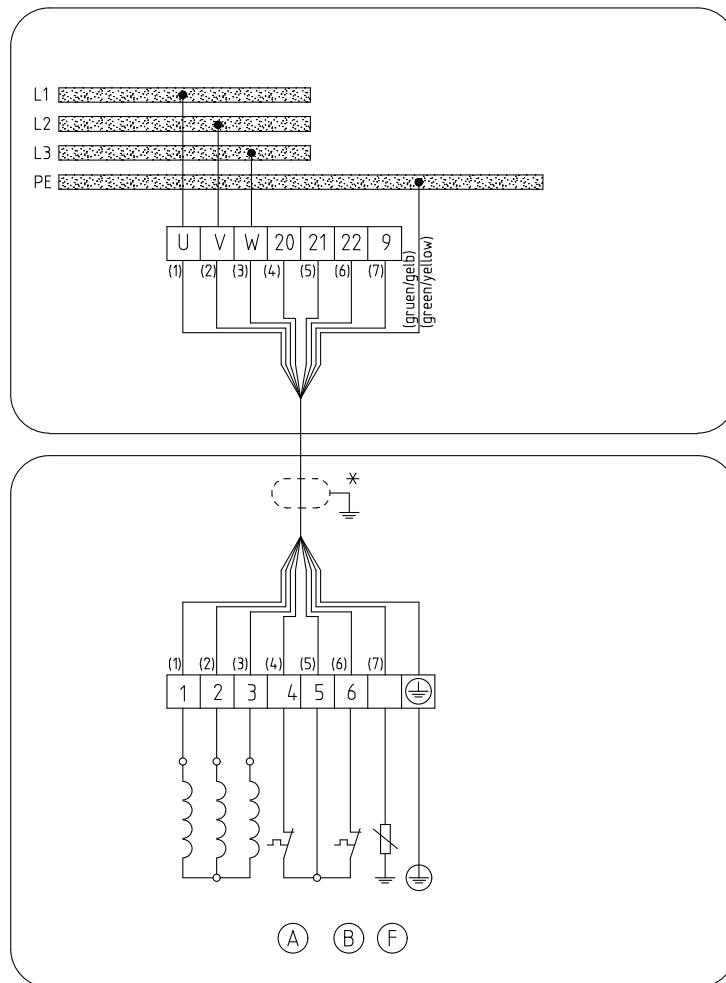 L1
L2
L3
PE
U V W 20 21 22 9
(1) (2) (3) (4) (5) (6) (7)
(gruen/gelb)
(green/yellow)
*
(1) (2) (3) (4) (5) (6) (7)
1 2 3 4 5 6
A B F